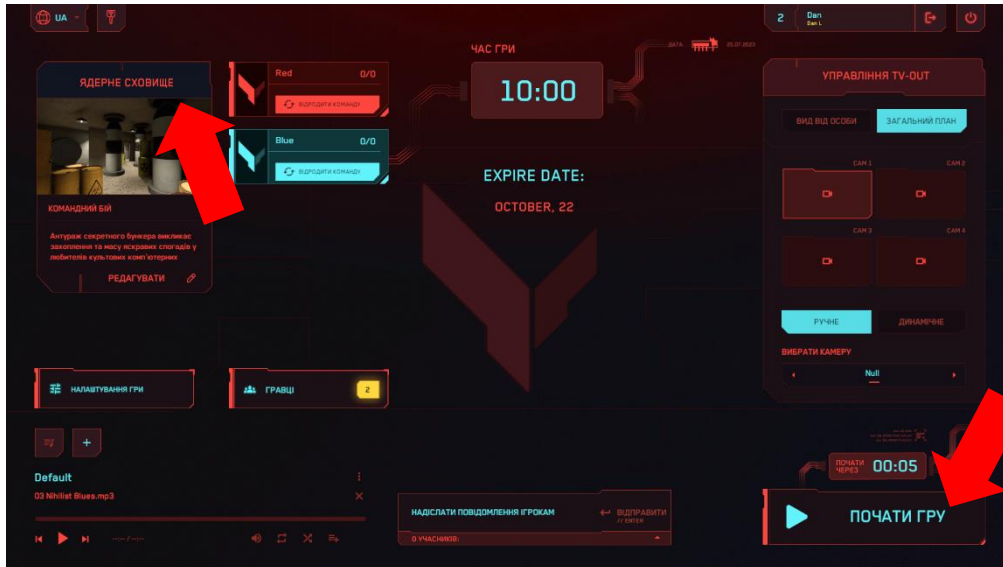 UA
2
Dan
Dan L
ЧАС ГРИ
ДАТА
10:00
EXPIRE DATE:
OCTOBER, 22
ЯДЕРНЕ СХОВИЩЕ
КОМАНДНИЙ БІЙ
Антураж секретного бункера викликає
захоплення та масу яскравих спогадів у
любителів культових комп'ютерних
РЕДАГУВАТИ
Red 0/0
ВІДРОДИТИ КОМАНДУ
Blue 0/0
ВІДРОДИТИ КОМАНДУ
УПРАВЛІННЯ TV-OUT
ВИД ВІД ОСОБИ
ЗАГАЛЬНИЙ ПЛАН
CAM 1
CAM 2
CAM 3
CAM 4
РУЧНЕ
ДИНАМІЧНЕ
ВИБРАТИ КАМЕРУ
Null
НАЛАШТУВАННЯ ГРИ
ГРАВЦІ
2
Default
03 Nihilist Blues.mp3
--:-- / --:--
НАДІСЛАТИ ПОВІДОМЛЕННЯ ІГРОКАМ
ВІДПРАВИТИ
// ENTER
0 УЧАСНИКІВ:
ПОЧАТИ
ЧЕРЕЗ
00:05
ПОЧАТИ ГРУ